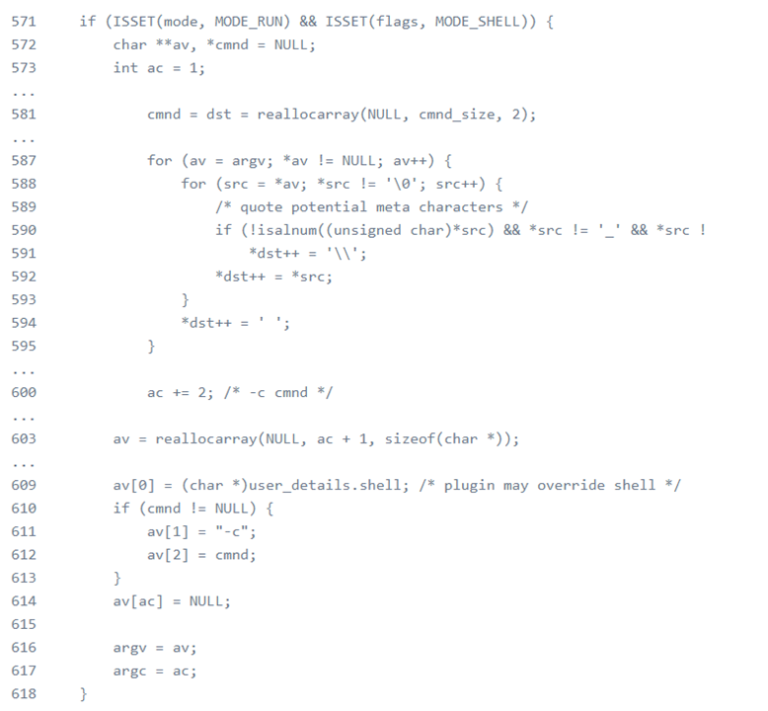 571 if (ISSET(mode, MODE_RUN) && ISSET(flags, MODE_SHELL)) {
572 char **av, *cmnd = NULL;
573 int ac = 1;
...
581 cmnd = dst = reallocarray(NULL, cmnd_size, 2);
...
587 for (av = argv; *av != NULL; av++) {
588 for (src = *av; *src != '\0'; src++) {
589 /* quote potential meta characters */
590 if (!isalnum((unsigned char)*src) && *src != '_' && *src !
591 *dst++ = '\\';
592 *dst++ = *src;
593 }
594 *dst++ = ' ';
595 }
...
600 ac += 2; /* -c cmnd */
...
603 av = reallocarray(NULL, ac + 1, sizeof(char *));
...
609 av[0] = (char *)user_details.shell; /* plugin may override shell */
610 if (cmnd != NULL) {
611 av[1] = "-c";
612 av[2] = cmnd;
613 }
614 av[ac] = NULL;
615
616 argv = av;
617 argc = ac;
618 }